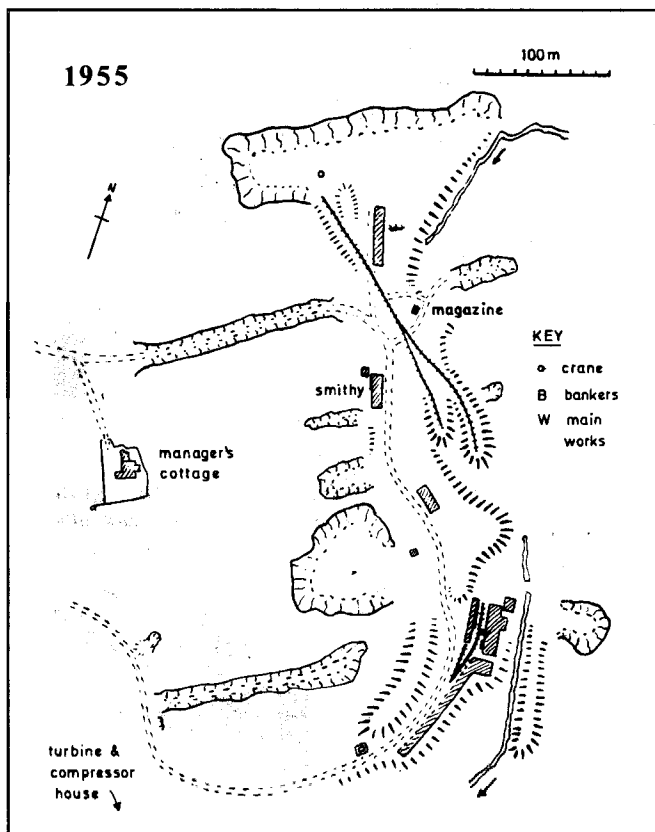 1955
100 m
N
magazine
KEY
o crane
B bankers
W main
works
smithy
manager's
cottage
turbine &
compressor
house